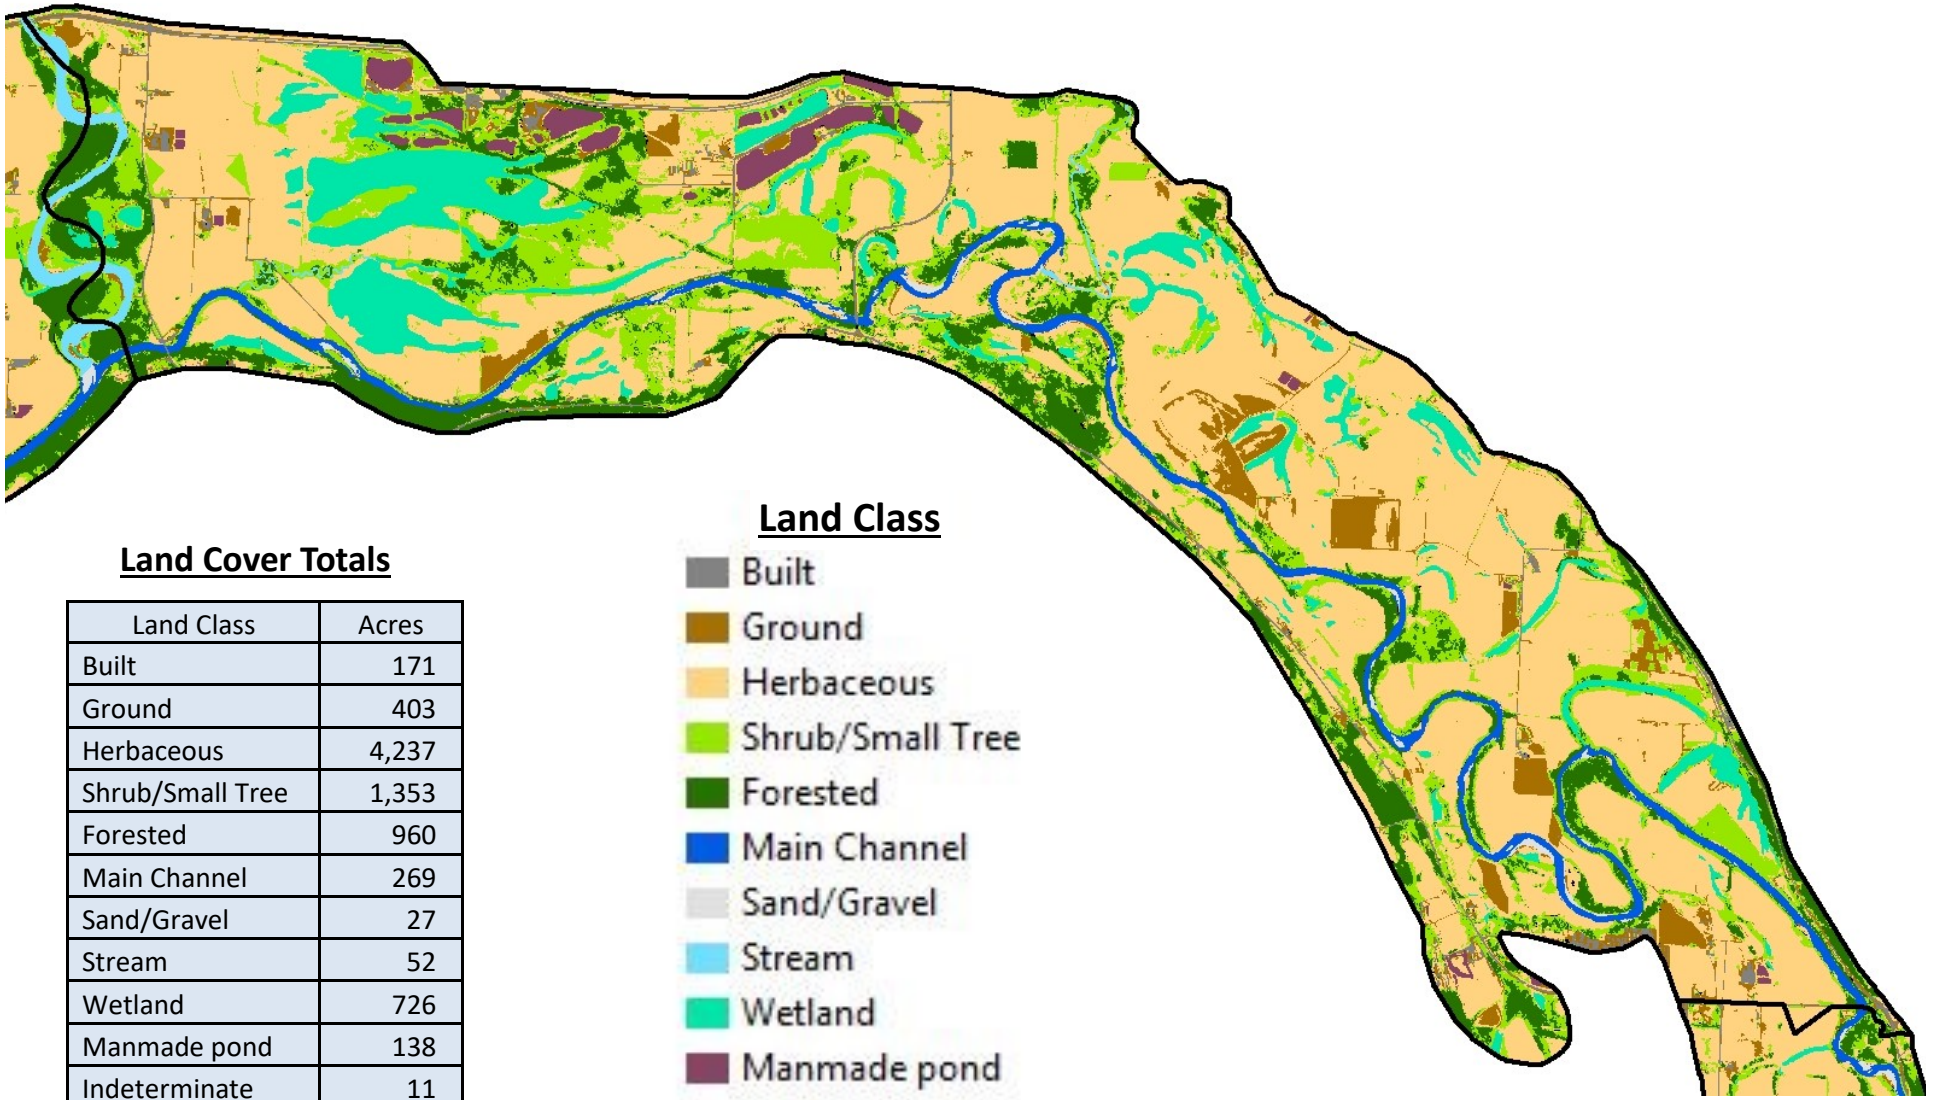 Land Cover Totals
Land Class Acres
Built 171
Ground 403
Herbaceous 4,237
Shrub/Small Tree 1,353
Forested 960
Main Channel 269
Sand/Gravel 27
Stream 52
Wetland 726
Manmade pond 138
Indeterminate 11
Land Class
Built
Ground
Herbaceous
Shrub/Small Tree
Forested
Main Channel
Sand/Gravel
Stream
Wetland
Manmade pond